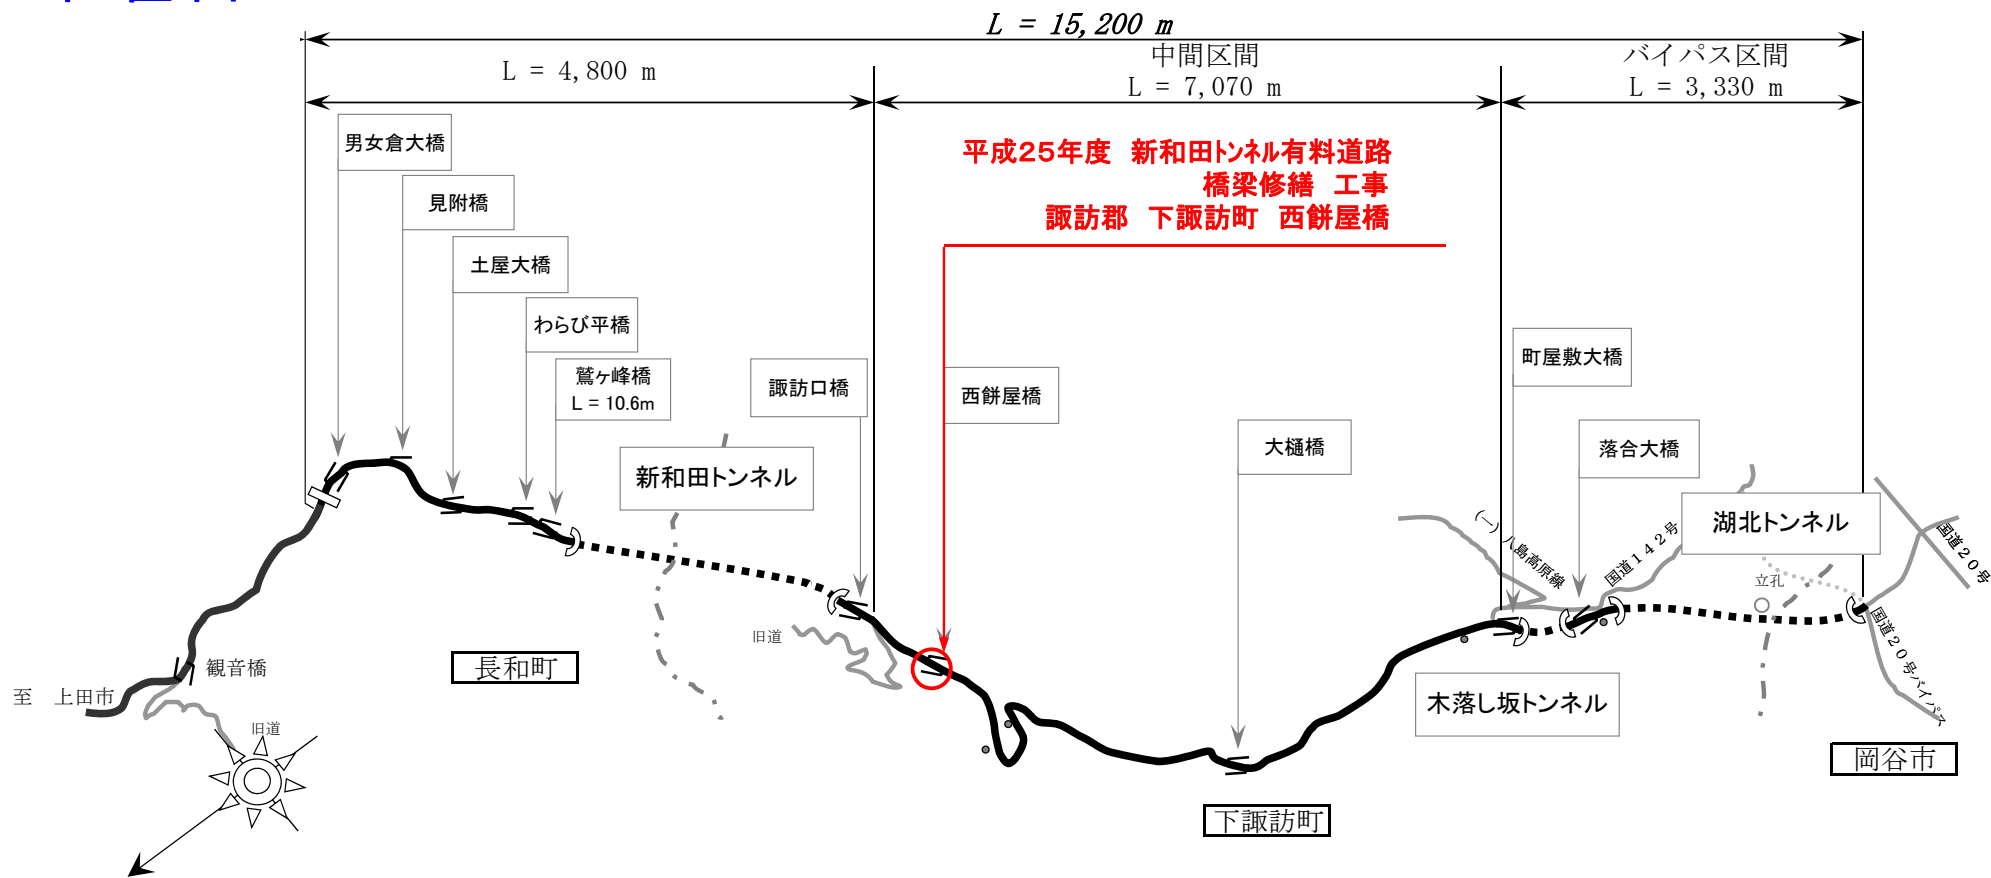 L = 15,200 m
L = 4,800 m
中間区間
L = 7,070 m
バイパス区間
L = 3,330 m
平成25年度　新和田トンネル有料道路
橋梁修繕　工事
諏訪郡　下諏訪町　西餅屋橋
男女倉大橋
見附橋
土屋大橋
わらび平橋
鷲ヶ峰橋
L = 10.6m
諏訪口橋
西餅屋橋
町屋敷大橋
大樋橋
落合大橋
新和田トンネル
湖北トンネル
(一)八島高原線
国道142号
国道20号
立孔
旧道
国道20号バイパス
観音橋
長和町
至　上田市
木落し坂トンネル
旧道
岡谷市
下諏訪町